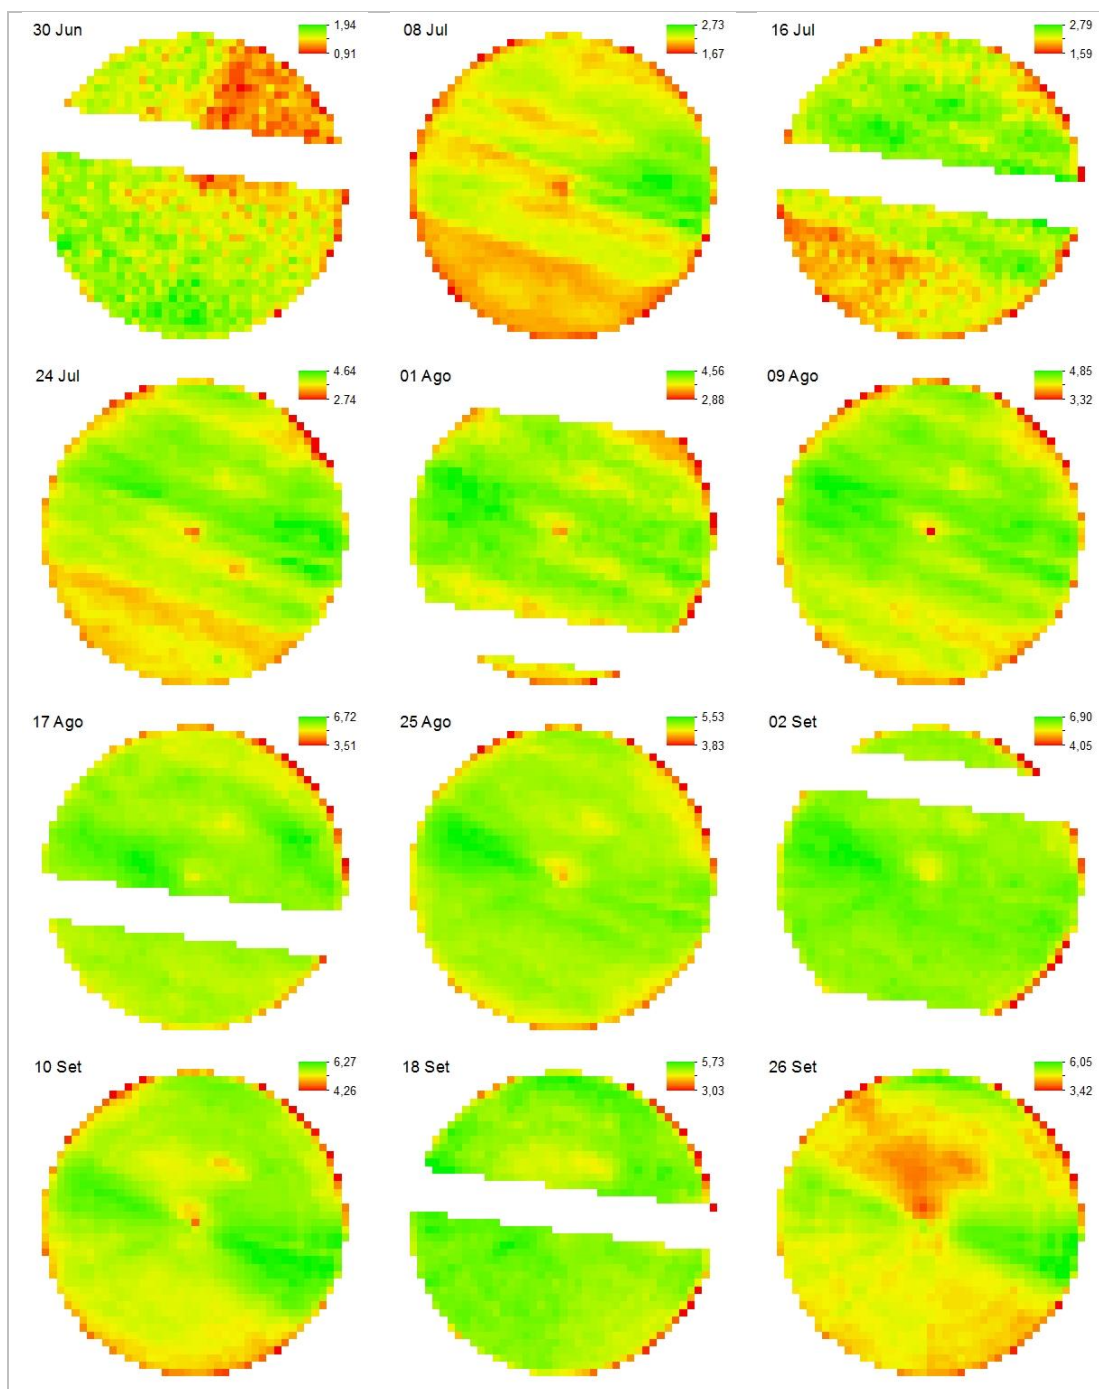 30 Jun
1,94
0,91
08 Jul
2,73
1,67
16 Jul
2,79
1,59
24 Jul
4.64
2.74
01 Ago
4,56
2,88
09 Ago
4,85
3,32
17 Ago
6,72
3,51
25 Ago
5,53
3,83
02 Set
6,90
4,05
10 Set
6,27
4,26
18 Set
5,73
3,03
26 Set
6,05
3,42